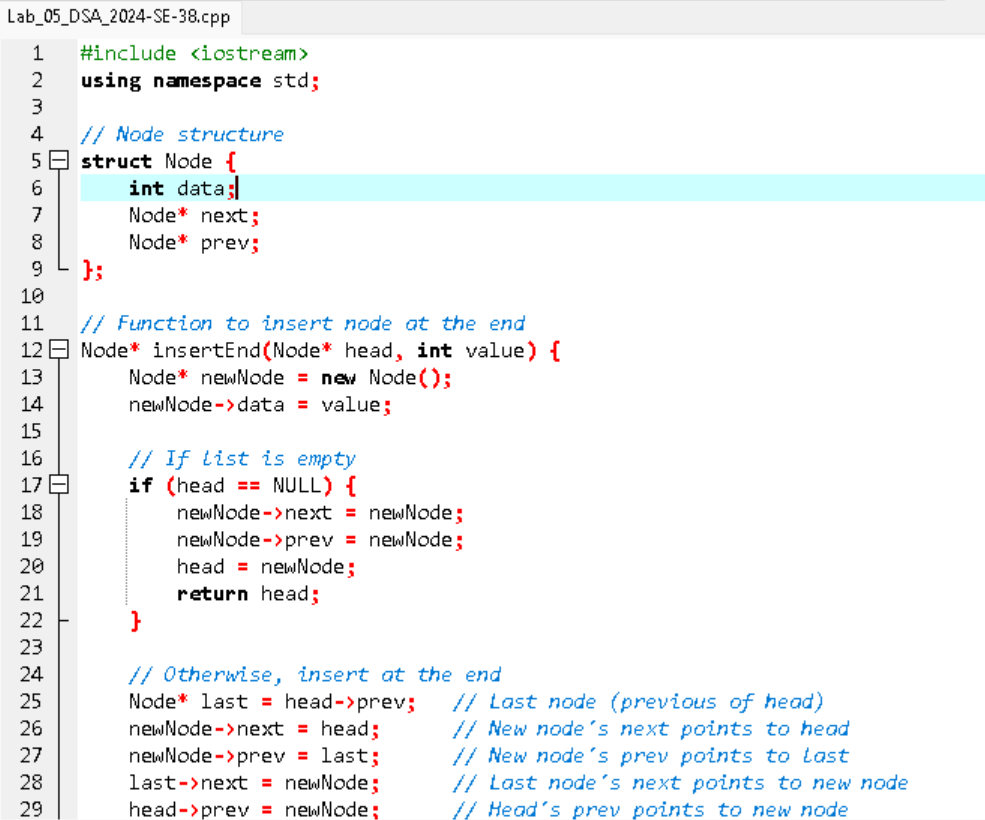 Lab_05_DSA_2024-SE-38.cpp
1 #include <iostream>
2 using namespace std;
3
4 // Node structure
5 struct Node {
6 int data;
7 Node* next;
8 Node* prev;
9 };
10
11 // Function to insert node at the end
12 Node* insertEnd(Node* head, int value) {
13 Node* newNode = new Node();
14 newNode->data = value;
15
16 // If list is empty
17 if (head == NULL) {
18 newNode->next = newNode;
19 newNode->prev = newNode;
20 head = newNode;
21 return head;
22 }
23
24 // Otherwise, insert at the end
25 Node* last = head->prev; // Last node (previous of head)
26 newNode->next = head; // New node's next points to head
27 newNode->prev = last; // New node's prev points to last
28 last->next = newNode; // Last node's next points to new node
29 head->prev = newNode; // Head's prev points to new node